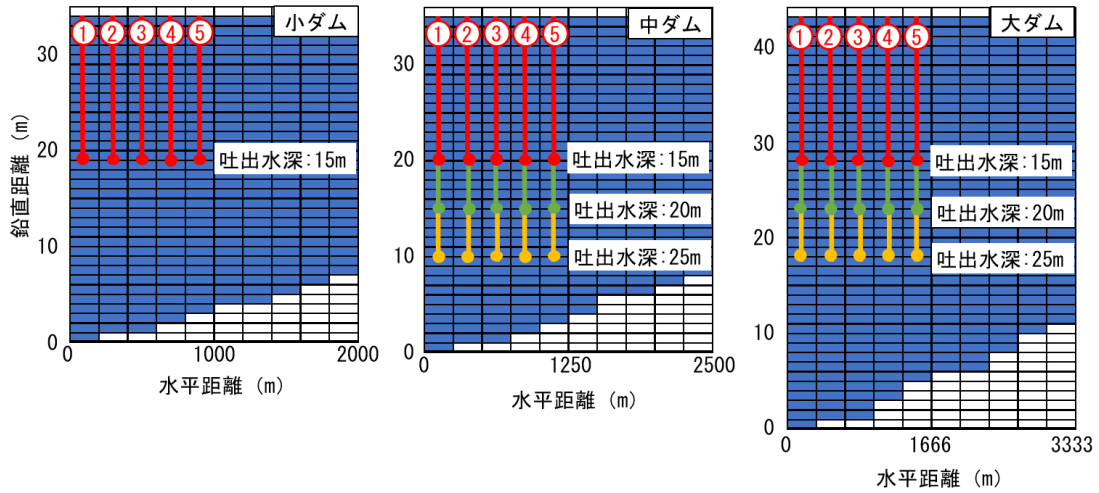 小ダム
① ② ③ ④ ⑤
30
20
10
0
鉛直距離 (m)
吐出水深:15m
0 1000 2000
水平距離 (m)
中ダム
① ② ③ ④ ⑤
30
20
10
0
吐出水深:15m
吐出水深:20m
吐出水深:25m
0 1250 2500
水平距離 (m)
大ダム
① ② ③ ④ ⑤
40
30
20
10
0
吐出水深:15m
吐出水深:20m
吐出水深:25m
0 1666 3333
水平距離 (m)